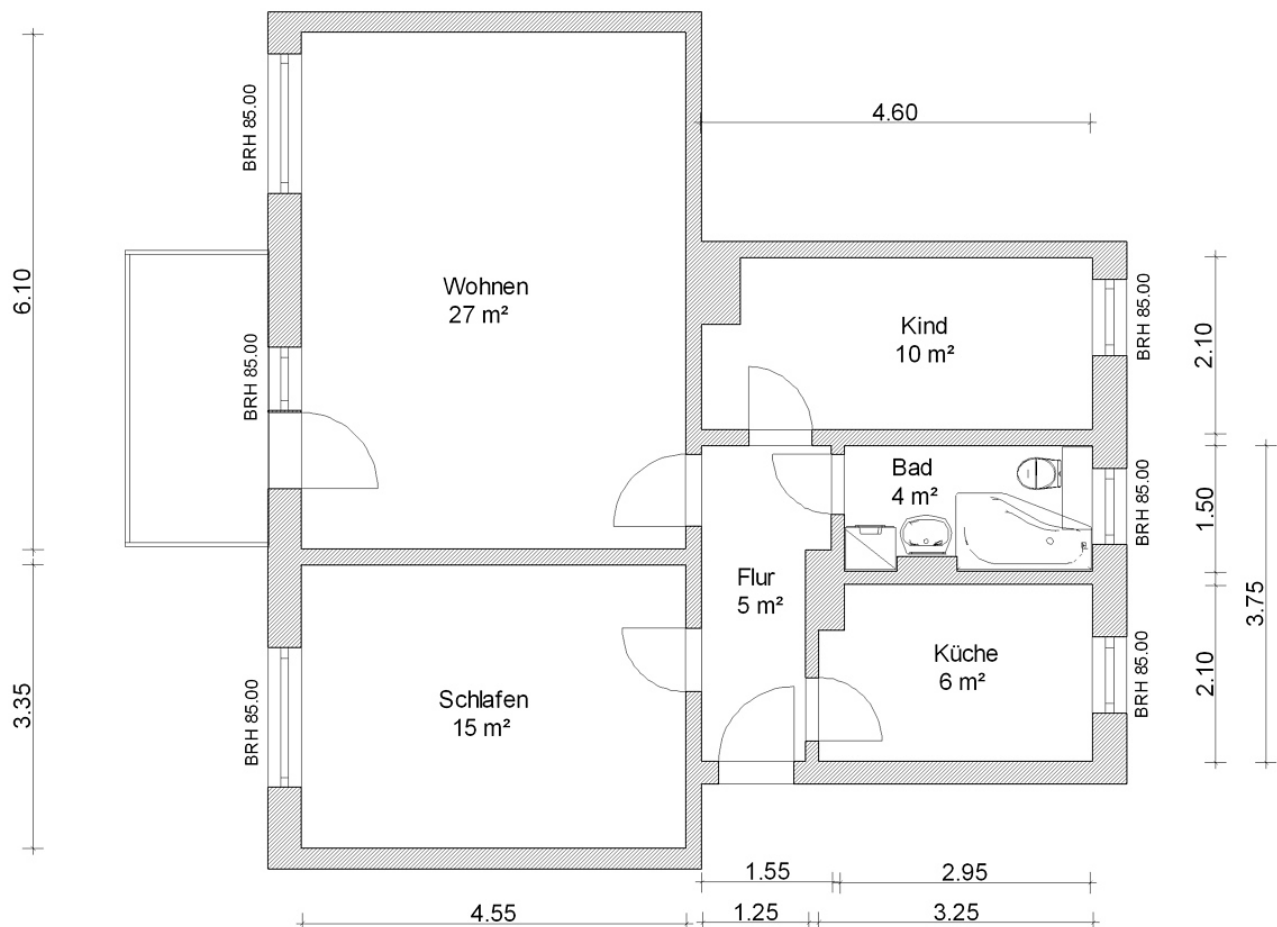 4.60
BRH 85.00
6.10
Wohnen
27 m²
BRH 85.00
Kind
10 m²
BRH 85.00
2.10
BRH 85.00
Bad
4 m²
BRH 85.00
1.50
Flur
5 m²
3.75
Küche
6 m²
BRH 85.00
2.10
3.35
BRH 85.00
Schlafen
15 m²
1.55
2.95
4.55
1.25
3.25